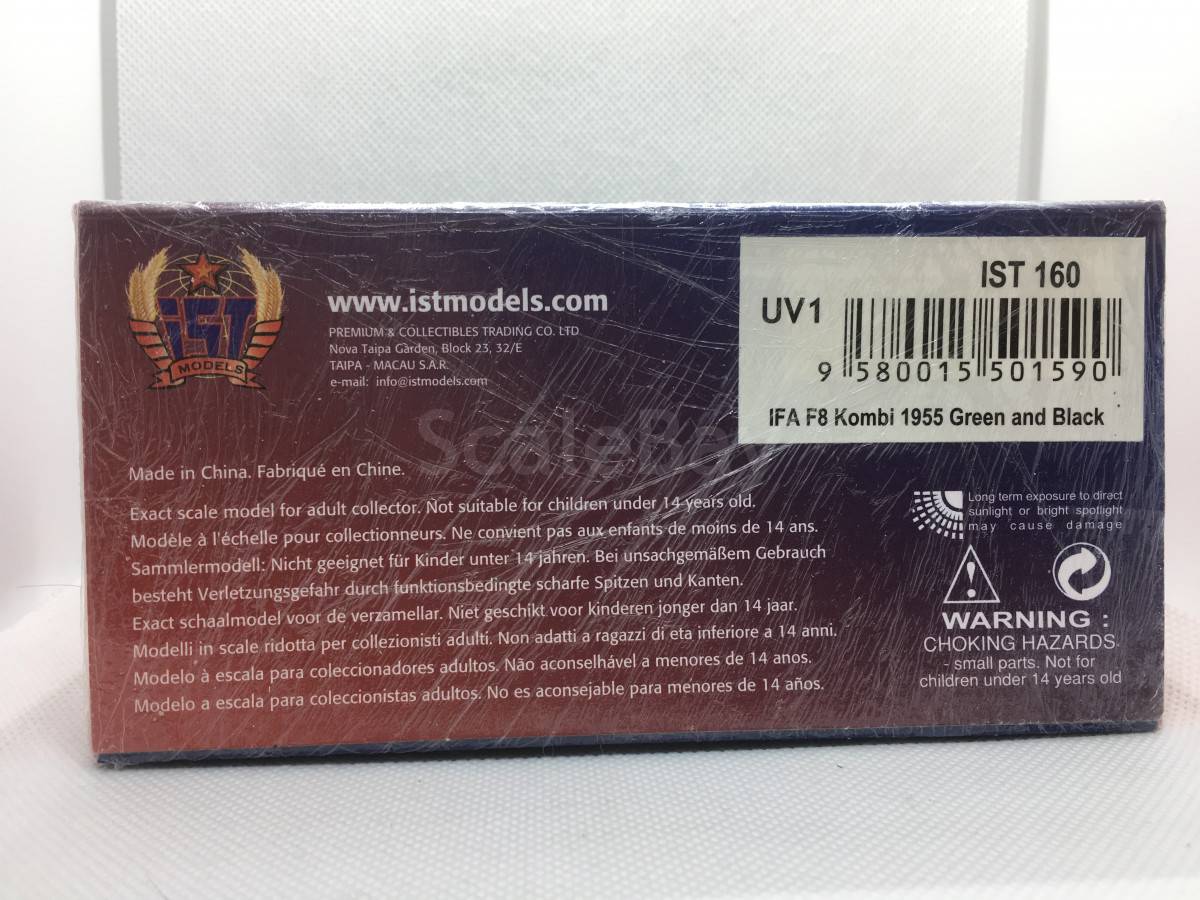 iST
MODELS
www.istmodels.com
PREMIUM & COLLECTIBLES TRADING CO. LTD
Nova Taipa Garden, Block 23, 32/E
TAIPA - MACAU S.A.R.
e-mail: info@istmodels.com
IST 160
UV1
9 580015 501590
IFA F8 Kombi 1955 Green and Black
ScaleBox
Made in China. Fabriqué en Chine.
Exact scale model for adult collector. Not suitable for children under 14 years old.
Modèle à l'échelle pour collectionneurs. Ne convient pas aux enfants de moins de 14 ans.
Sammlermodell: Nicht geeignet für Kinder unter 14 jahren. Bei unsachgemäßem Gebrauch
besteht Verletzungsgefahr durch funktionsbedingte scharfe Spitzen und Kanten.
Exact schaalmodel voor de verzamellar. Niet geschikt voor kinderen jonger dan 14 jaar.
Modelli in scale ridotta per collezionisti adulti. Non adatti a ragazzi di eta inferiore a 14 anni.
Modelo à escala para coleccionadores adultos. Não aconselhável a menores de 14 anos.
Modelo a escala para coleccionistas adultos. No es aconsejable para menores de 14 años.
Long term exposure to direct
sunlight or bright spotlight
may cause damage
WARNING :
CHOKING HAZARDS
- small parts. Not for
children under 14 years old